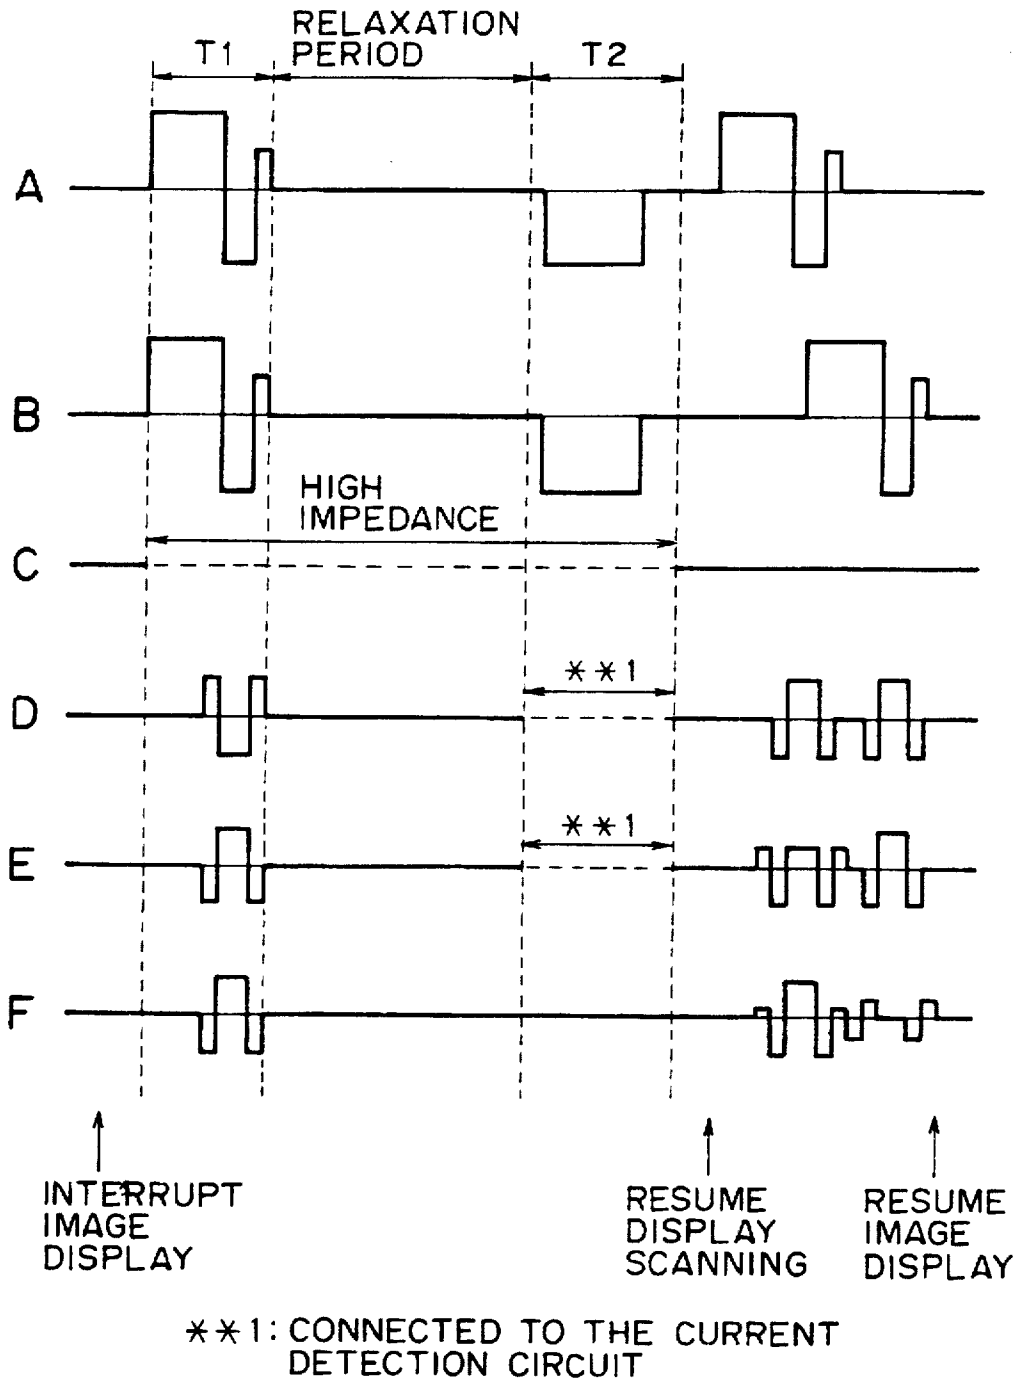 RELAXATION
PERIOD
T1
T2
A
B
HIGH
IMPEDANCE
C
**1
D
**1
E
F
INTERRUPT
IMAGE
DISPLAY
RESUME
DISPLAY
SCANNING
RESUME
IMAGE
DISPLAY
**1: CONNECTED TO THE CURRENT
DETECTION CIRCUIT